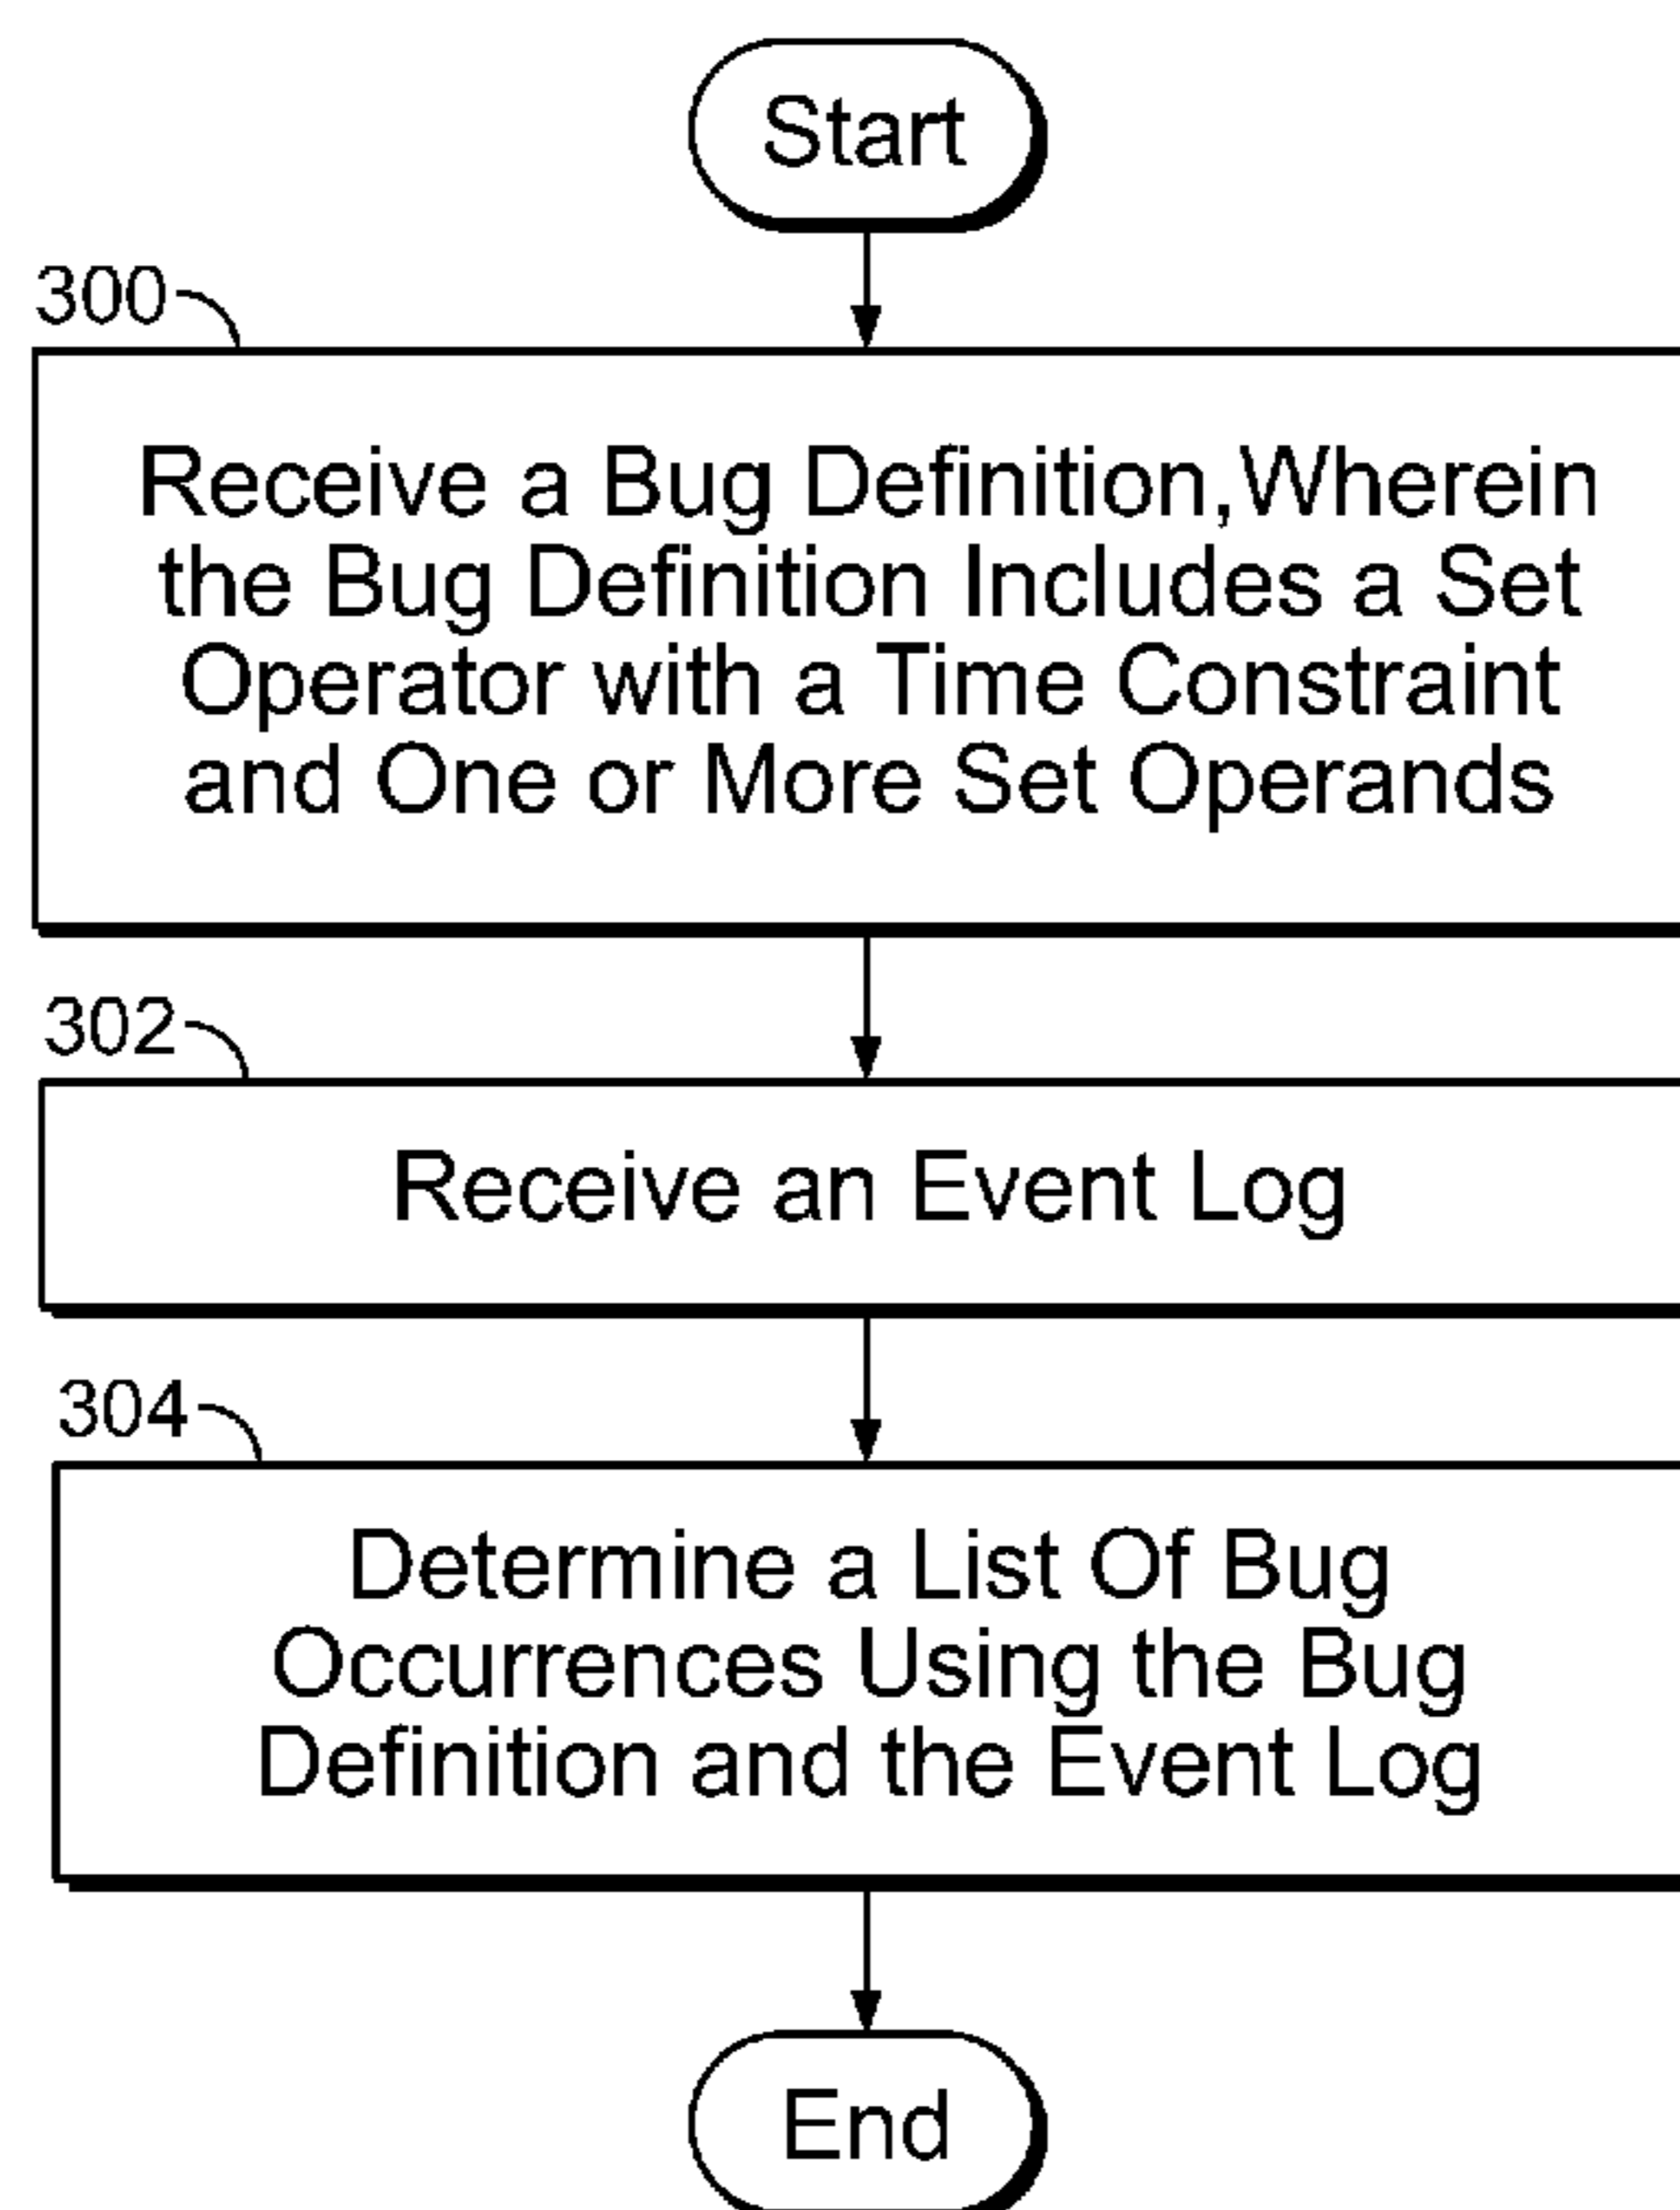 Start
300
Receive a Bug Definition,Wherein
the Bug Definition Includes a Set
Operator with a Time Constraint
and One or More Set Operands
302
Receive an Event Log
304
Determine a List Of Bug
Occurrences Using the Bug
Definition and the Event Log
End